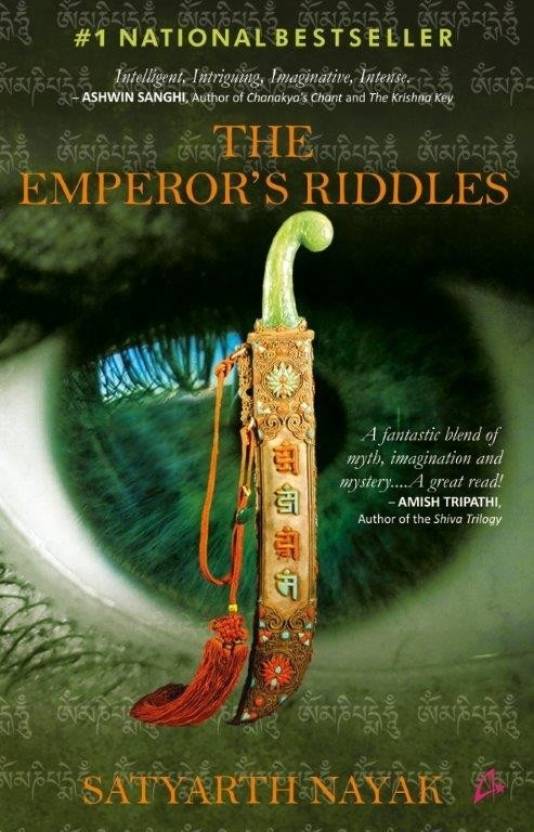 #1 NATIONAL BESTSELLER
Intelligent, Intriguing, Imaginative, Intense.
– ASHWIN SANGHI, Author of Chanakya's Chant and The Krishna Key
THE
EMPEROR'S RIDDLES
A fantastic blend of
myth, imagination and
mystery....A great read!
– AMISH TRIPATHI,
Author of the Shiva Trilogy
SATYARTH NAYAK